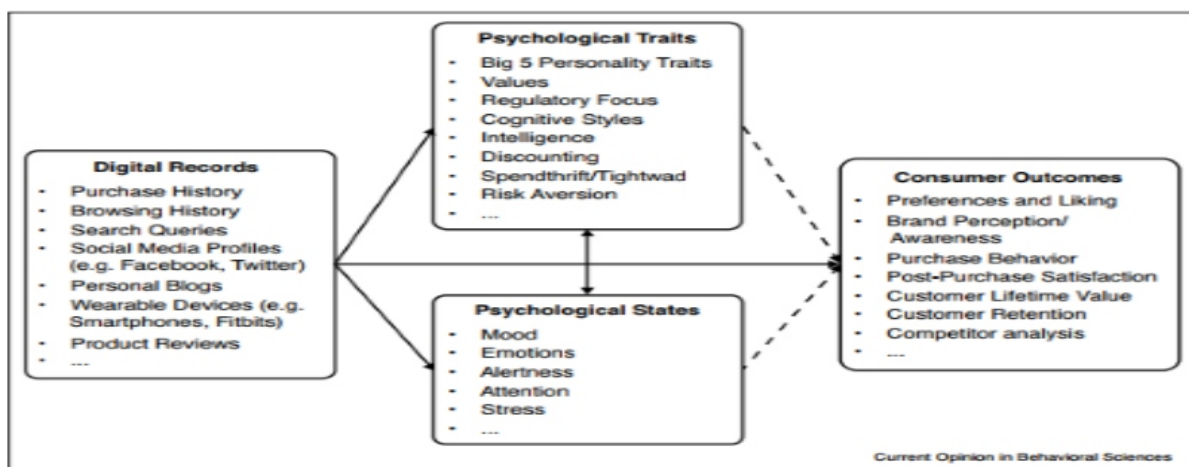 Psychological Traits
· Big 5 Personality Traits
· Values
· Regulatory Focus
· Cognitive Styles
· Intelligence
· Discounting
· Spendthrift/Tightwad
· Risk Aversion
· ...
Digital Records
· Purchase History
· Browsing History
· Search Queries
· Social Media Profiles
(e.g. Facebook, Twitter)
· Personal Blogs
· Wearable Devices (e.g.
Smartphones, Fitbits)
· Product Reviews
· ...
Psychological States
· Mood
· Emotions
· Alertness
· Attention
· Stress
· ...
Consumer Outcomes
· Preferences and Liking
· Brand Perception/
Awareness
· Purchase Behavior
· Post-Purchase Satisfaction
· Customer Lifetime Value
· Customer Retention
· Competitor analysis
· ...
Current Opinion in Behavioral Sciences